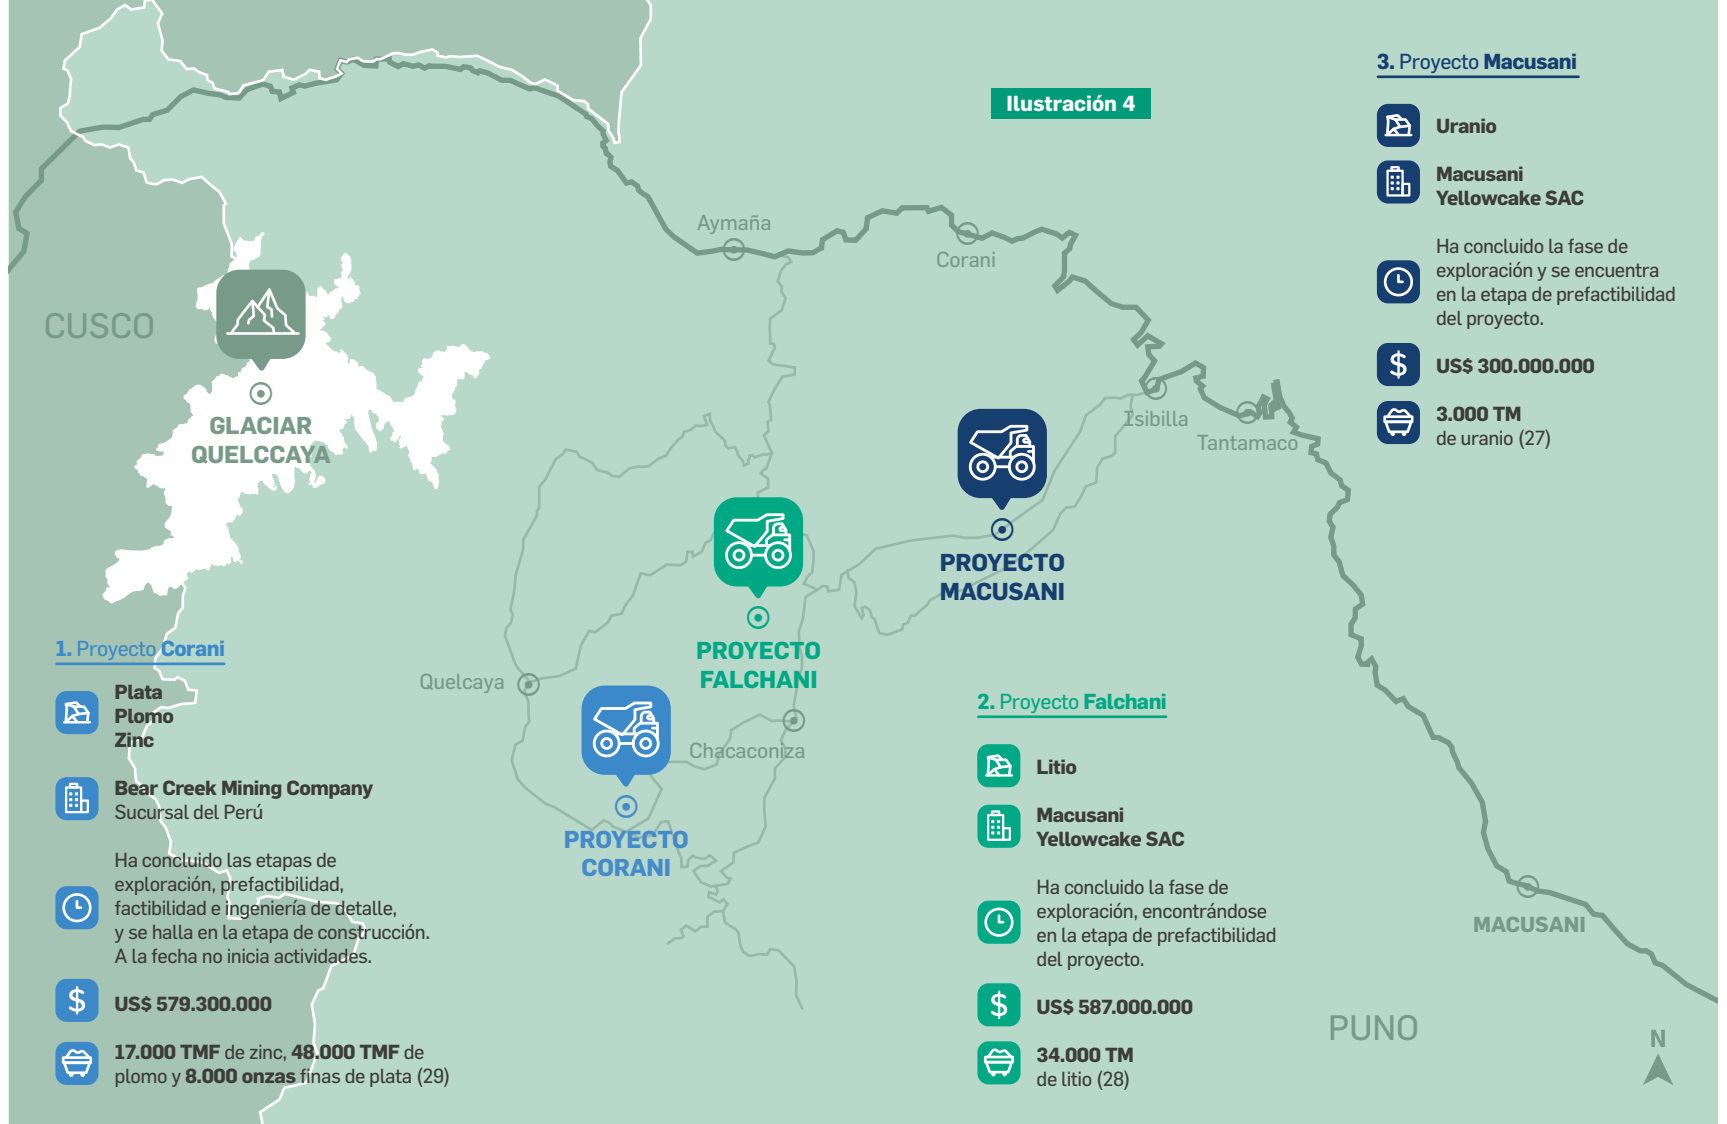 Ilustración 4
CUSCO
GLACIAR
QUELCCAYA
Aymaña
Corani
Isibilla
Tantamaco
PROYECTO
MACUSANI
PROYECTO
FALCHANI
Quelcaya
Chacaconiza
PROYECTO
CORANI
MACUSANI
PUNO
N
1. Proyecto Corani
Plata
Plomo
Zinc
Bear Creek Mining Company
Sucursal del Perú
Ha concluido las etapas de
exploración, prefactibilidad,
factibilidad e ingeniería de detalle,
y se halla en la etapa de construcción.
A la fecha no inicia actividades.
$
US$ 579.300.000
17.000 TMF de zinc, 48.000 TMF de
plomo y 8.000 onzas finas de plata (29)
2. Proyecto Falchani
Litio
Macusani
Yellowcake SAC
Ha concluido la fase de
exploración, encontrándose
en la etapa de prefactibilidad
del proyecto.
$
US$ 587.000.000
34.000 TM
de litio (28)
3. Proyecto Macusani
Uranio
Macusani
Yellowcake SAC
Ha concluido la fase de
exploración y se encuentra
en la etapa de prefactibilidad
del proyecto.
$
US$ 300.000.000
3.000 TM
de uranio (27)